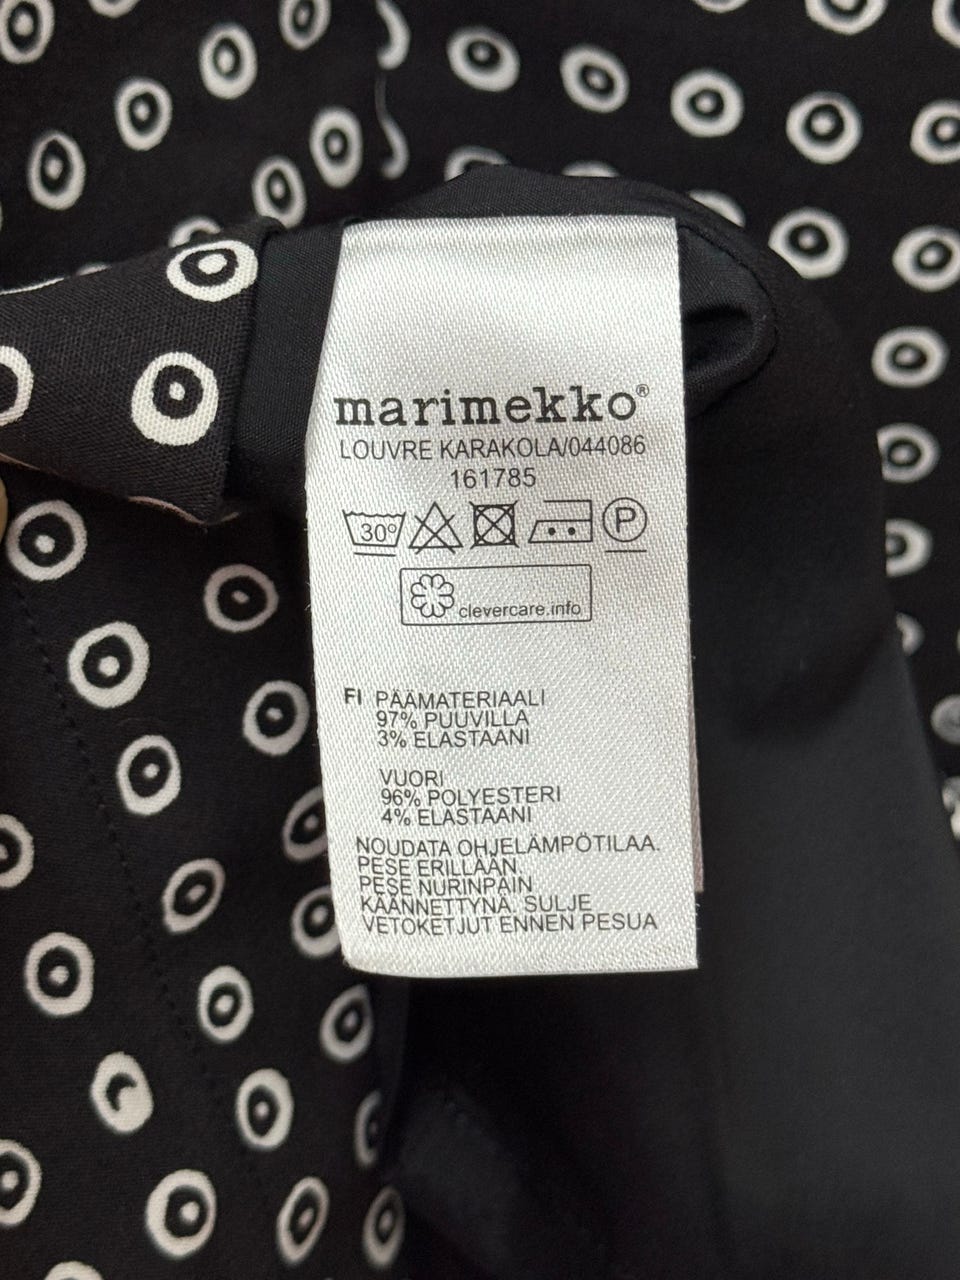 marimekko®
LOUVRE KARAKOLA/044086
161785
30°
P
clevercare.info
FI PÄÄMATERIAALI
97% PUUVILLA
3% ELASTAANI
VUORI
96% POLYESTERI
4% ELASTAANI
NOUDATA OHJELÄMPÖTILAA.
PESE ERILLÄÄN.
PESE NURINPÄIN
KÄÄNNETTYNÄ. SULJE
VETOKETJUT ENNEN PESUA